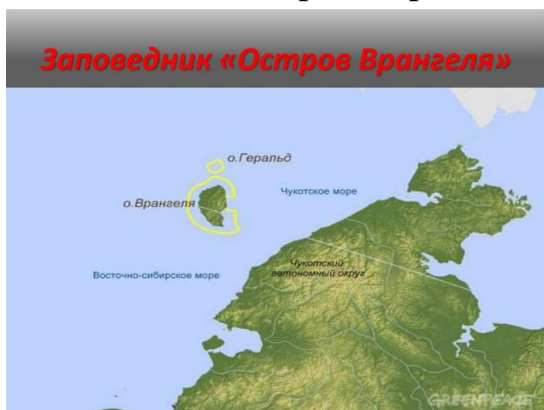 Заповедник «Остров Врангеля»
о.Геральд
о.Врангеля
Чукотское море
Восточно-сибирское море
Чукотский
автономный округ
GREENPEACE